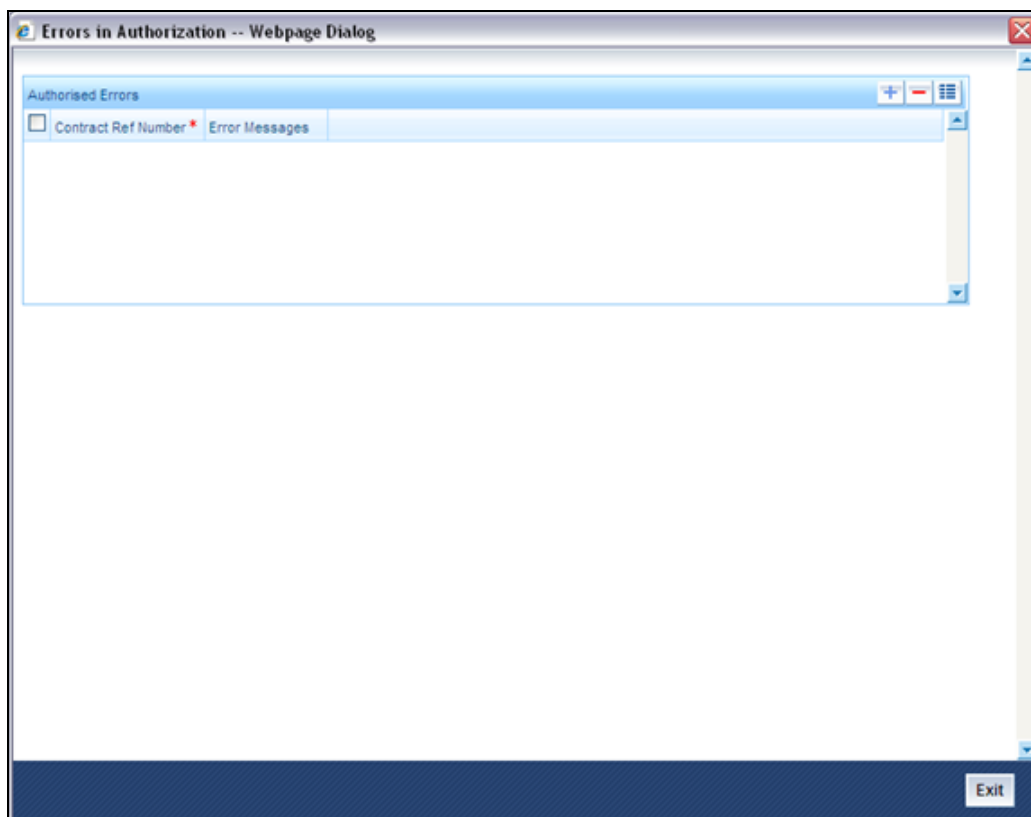 Errors in Authorization -- Webpage Dialog
Authorised Errors
Contract Ref Number * Error Messages
Exit